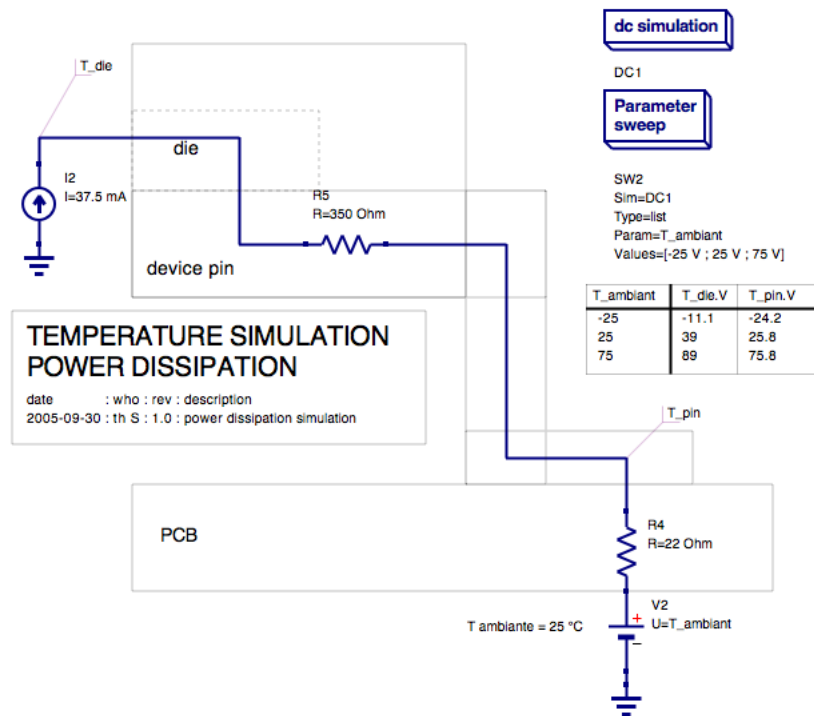 dc simulation
DC1
Parameter
sweep
SW2
Sim=DC1
Type=list
Param=T_ambiant
Values=[-25 V ; 25 V ; 75 V]
T_ambiant T_die.V T_pin.V
-25 -11.1 -24.2
25 39 25.8
75 89 75.8
T_die
die
I2
I=37.5 mA
R5
R=350 Ohm
device pin
TEMPERATURE SIMULATION
POWER DISSIPATION
date : who : rev : description
2005-09-30 : th S : 1.0 : power dissipation simulation
T_pin
PCB
R4
R=22 Ohm
T ambiante = 25 °C
V2
U=T_ambiant
+
−